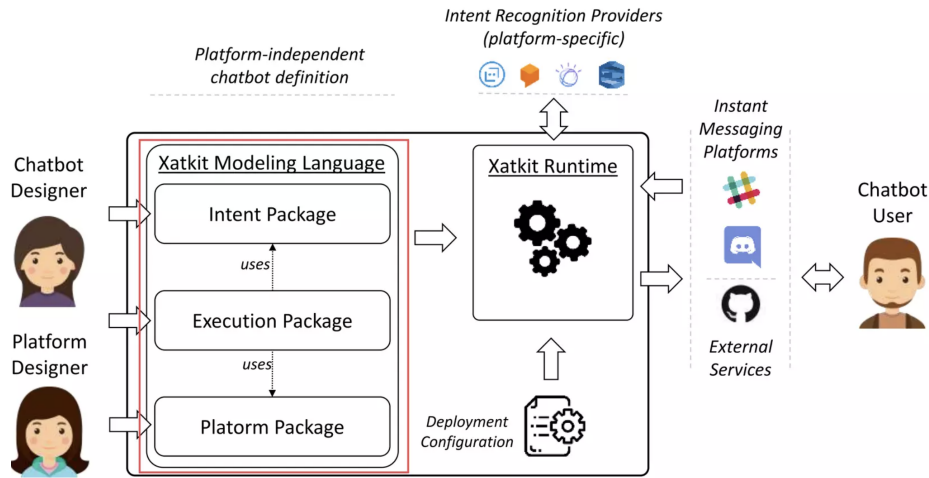 Intent Recognition Providers
(platform-specific)
Platform-independent
chatbot definition
Instant
Messaging
Platforms
Chatbot
Designer
Xatkit Modeling Language
Xatkit Runtime
Chatbot
User
Intent Package
uses
Execution Package
Platform
Designer
uses
External
Services
Platorm Package
Deployment
Configuration